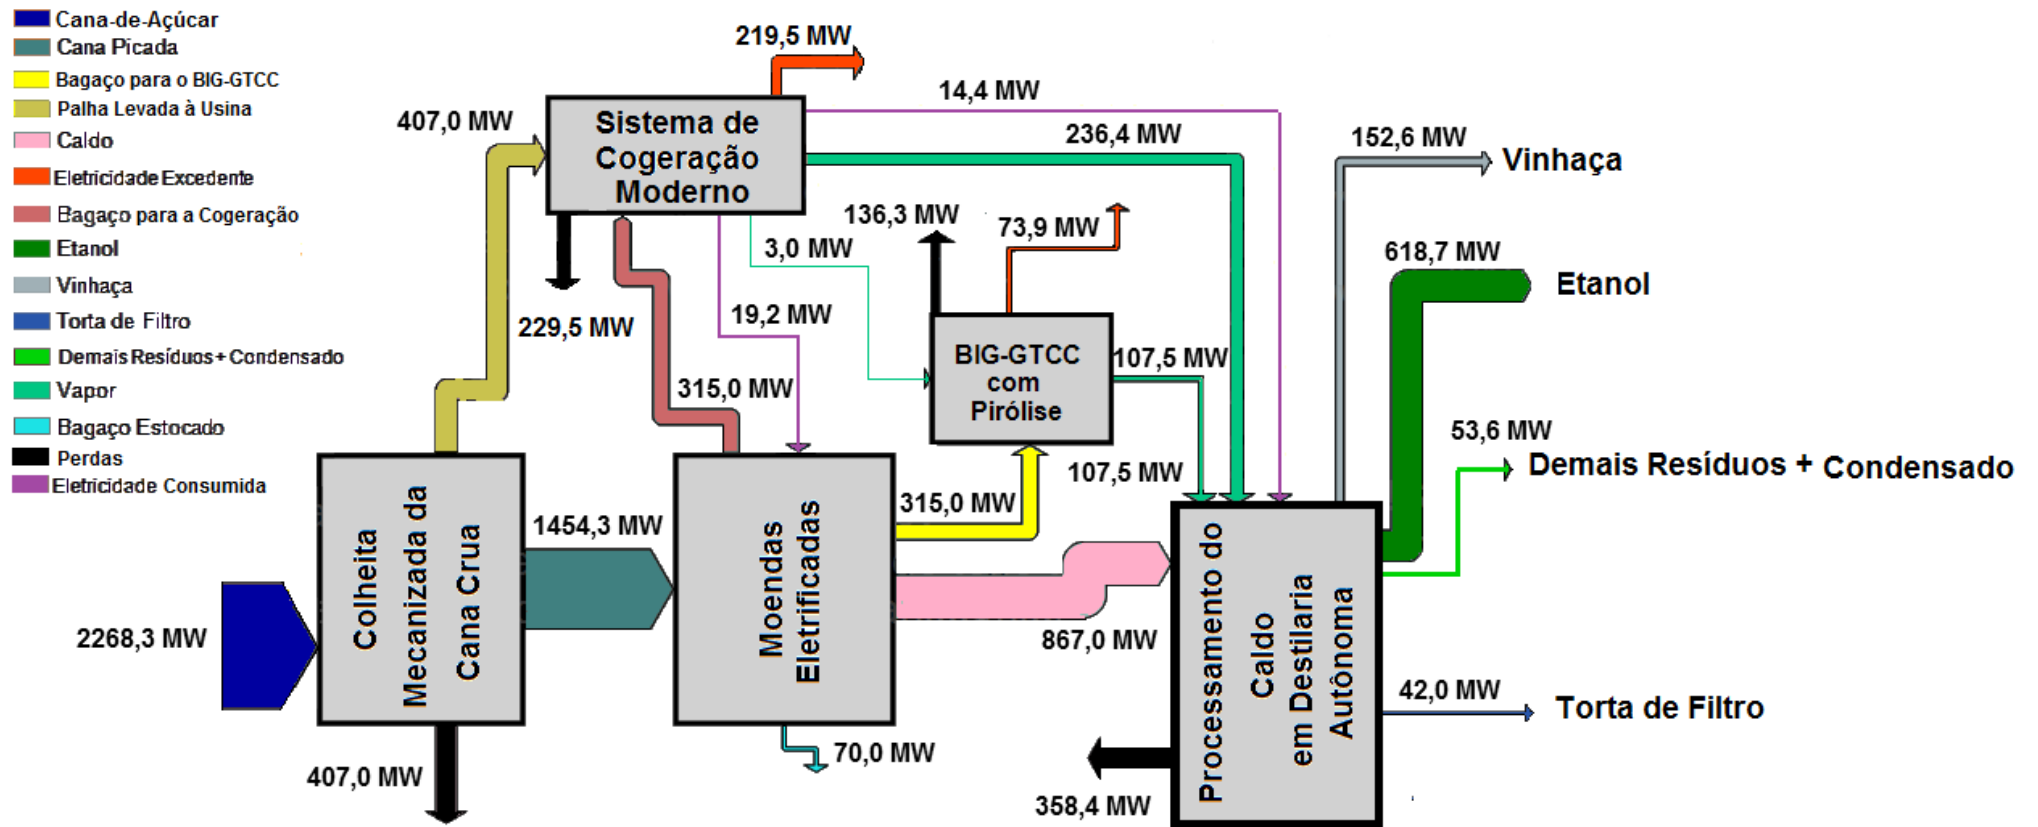 Cana-de-Açúcar
Cana Picada
Bagaço para o BIG-GTCC
Palha Levada à Usina
Caldo
Eletricidade Excedente
Bagaço para a Cogeração
Etanol
Vinhaça
Torta de Filtro
Demais Resíduos + Condensado
Vapor
Bagaço Estocado
Perdas
Eletricidade Consumida
219,5 MW
14,4 MW
407,0 MW
Sistema de
Cogeração
Moderno
236,4 MW
152,6 MW
Vinhaça
136,3 MW
73,9 MW
3,0 MW
618,7 MW
Etanol
229,5 MW
19,2 MW
BIG-GTCC
com
Pirólise
107,5 MW
315,0 MW
53,6 MW
Demais Resíduos + Condensado
107,5 MW
315,0 MW
1454,3 MW
2268,3 MW
Colheita
Mecanizada da
Cana Crua
Moendas
Eletrificadas
867,0 MW
Processamento do
Caldo
em Destilaria
Autônoma
42,0 MW
Torta de Filtro
70,0 MW
407,0 MW
358,4 MW